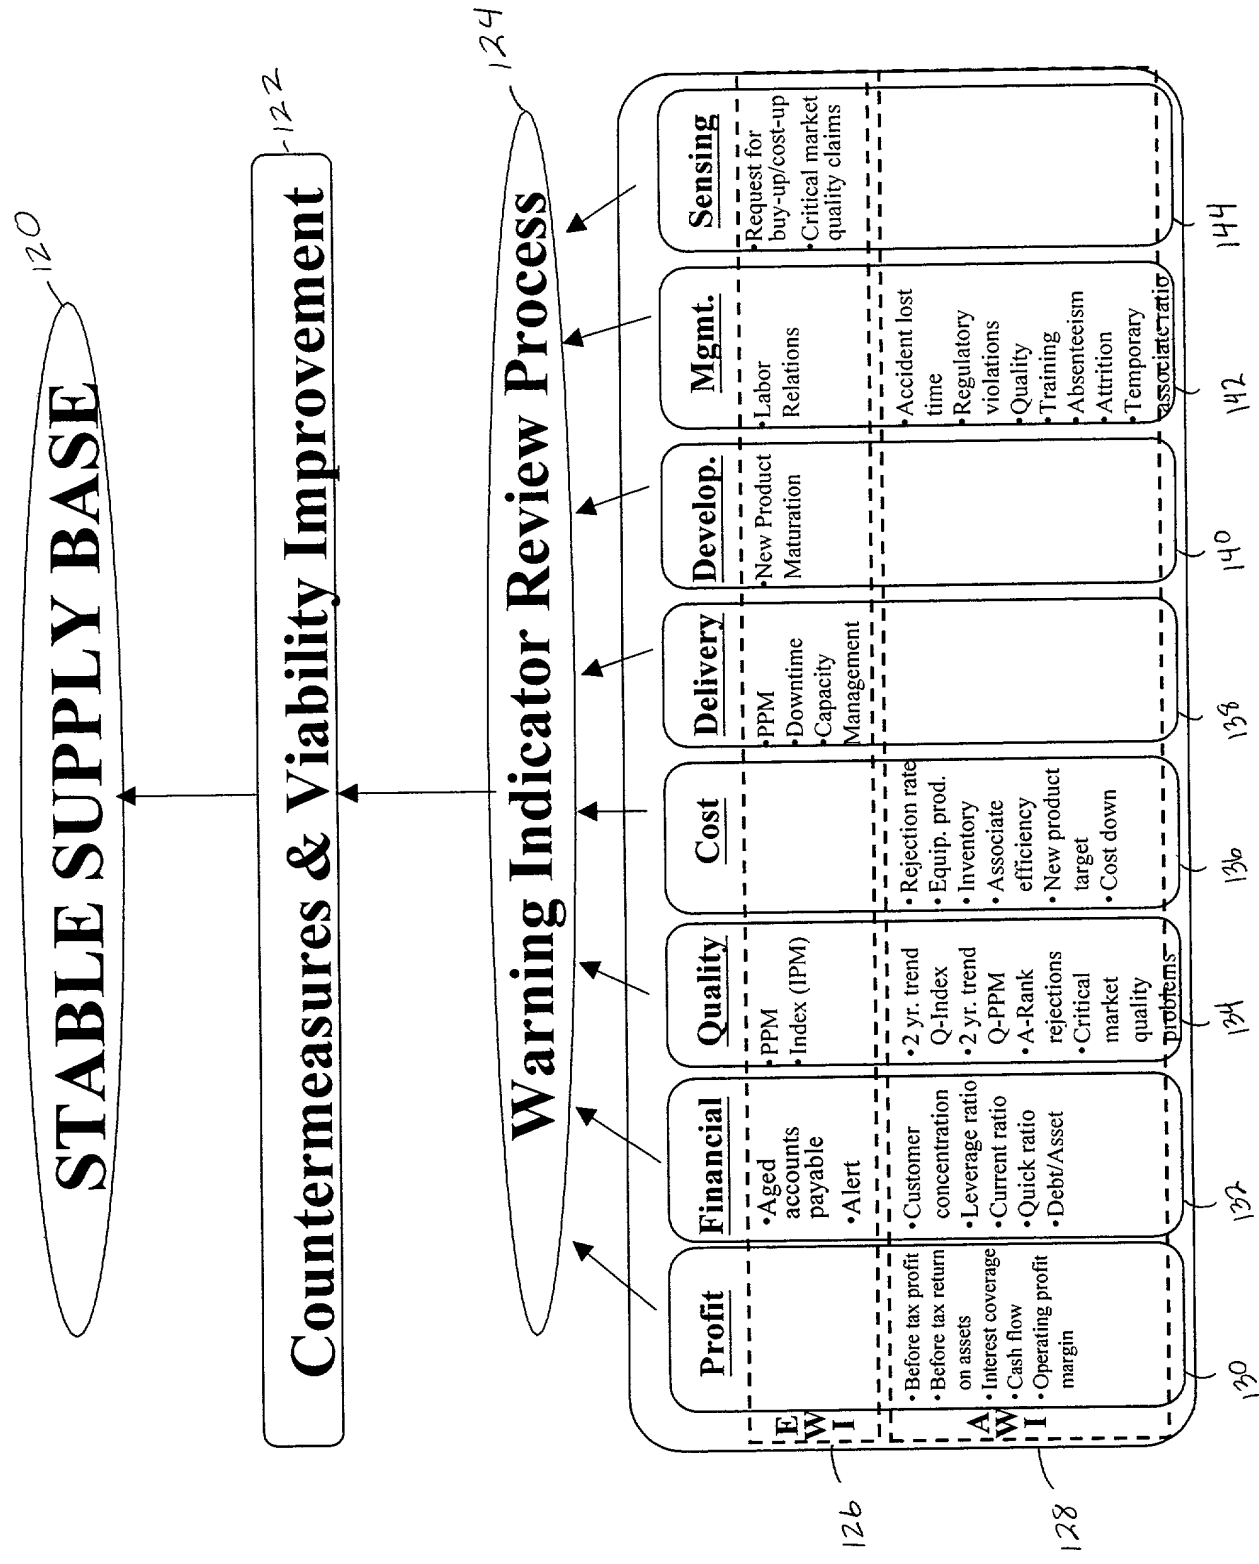 120
STABLE SUPPLY BASE
122
Countermeasures & Viability Improvement
124
Warning Indicator Review Process
126
E
W
I
128
A
W
I
Profit
• Before tax profit
• Before tax return
on assets
• Interest coverage
• Cash flow
• Operating profit
margin
130
Financial
•Aged
accounts
payable
•Alert
•Customer
concentration
•Leverage ratio
•Current ratio
•Quick ratio
•Debt/Asset
132
Quality
•PPM
•Index (IPM)
•2 yr. trend
Q-Index
•2 yr. trend
Q-PPM
•A-Rank
rejections
•Critical
market
quality
problems
134
Cost
• Rejection rate
• Equip. prod.
• Inventory
• Associate
efficiency
• New product
target
• Cost down
136
Delivery
•PPM
•Downtime
•Capacity
Management
138
Develop.
•New Product
Maturation
140
Mgmt.
•Labor
Relations
•Accident lost
time
•Regulatory
violations
•Quality
•Training
•Absenteeism
•Attrition
•Temporary
associate ratio
142
Sensing
•Request for
buy-up/cost-up
•Critical market
quality claims
144